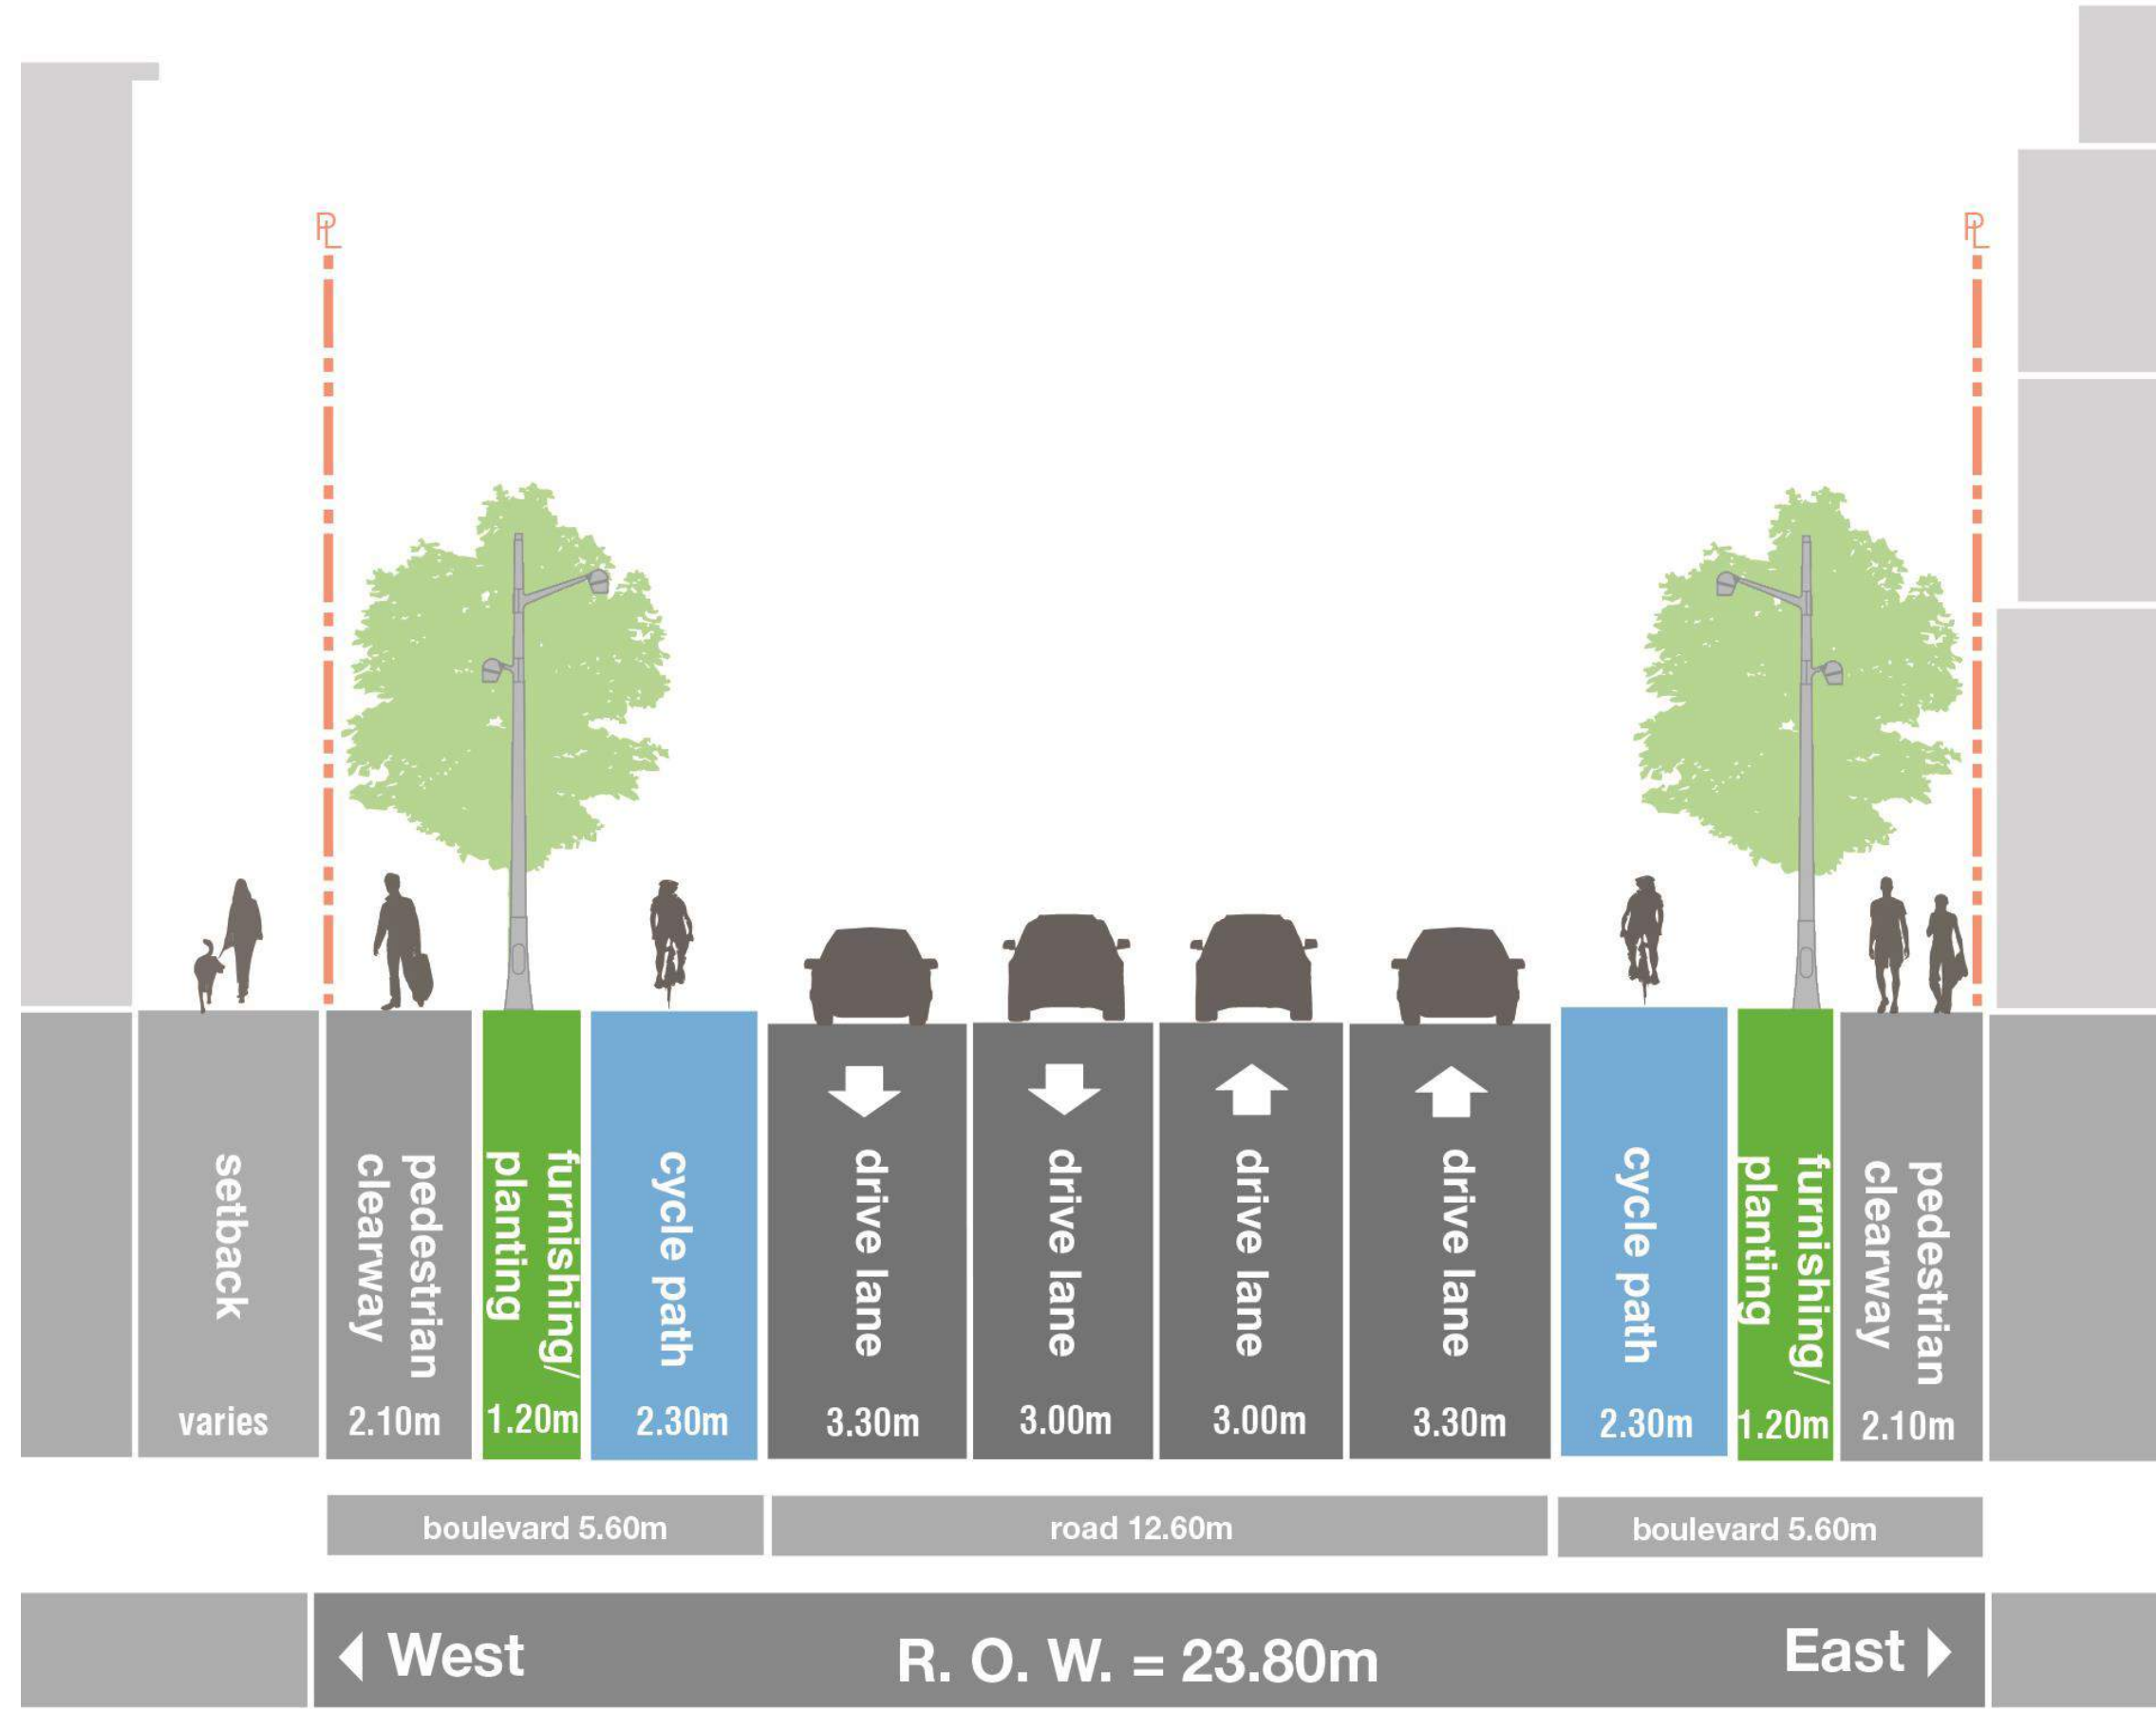 PL
PL
setback
varies
pedestrian
clearway
2.10m
furnishing/
planting
1.20m
cycle path
2.30m
drive lane
3.30m
drive lane
3.00m
drive lane
3.00m
drive lane
3.30m
cycle path
2.30m
furnishing/
planting
1.20m
pedestrian
clearway
2.10m
boulevard 5.60m
road 12.60m
boulevard 5.60m
West
R. O. W. = 23.80m
East